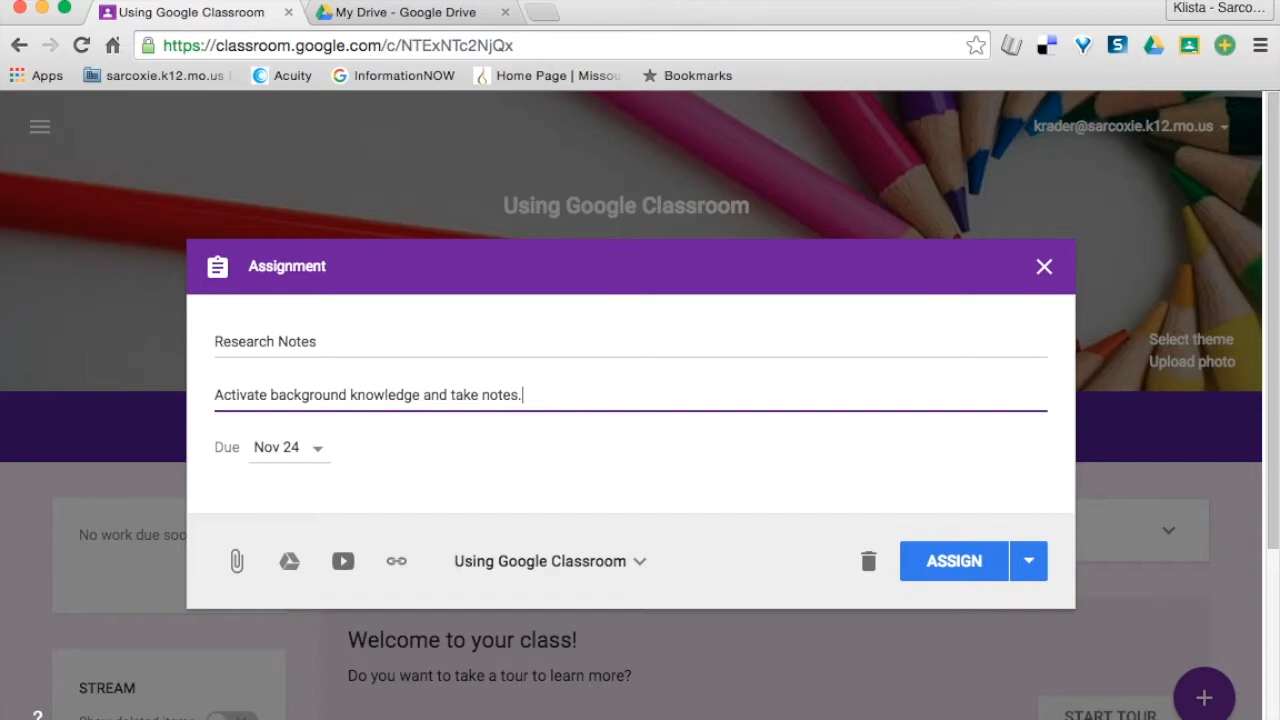 Using Google Classroom
My Drive - Google Drive
Klista - Sarco...
https://classroom.google.com/c/NTExNTc2NjQx
Apps
sarcoxie.k12.mo.us
Acuity
InformationNOW
Home Page | Missou
Bookmarks
krader@sarcoxie.k12.mo.us
Using Google Classroom
Assignment
Research Notes
Select theme
Upload photo
Activate background knowledge and take notes.
Due Nov 24
No work due soo
Using Google Classroom
ASSIGN
Welcome to your class!
Do you want to take a tour to learn more?
STREAM
START TOUR
Show deleted items
?